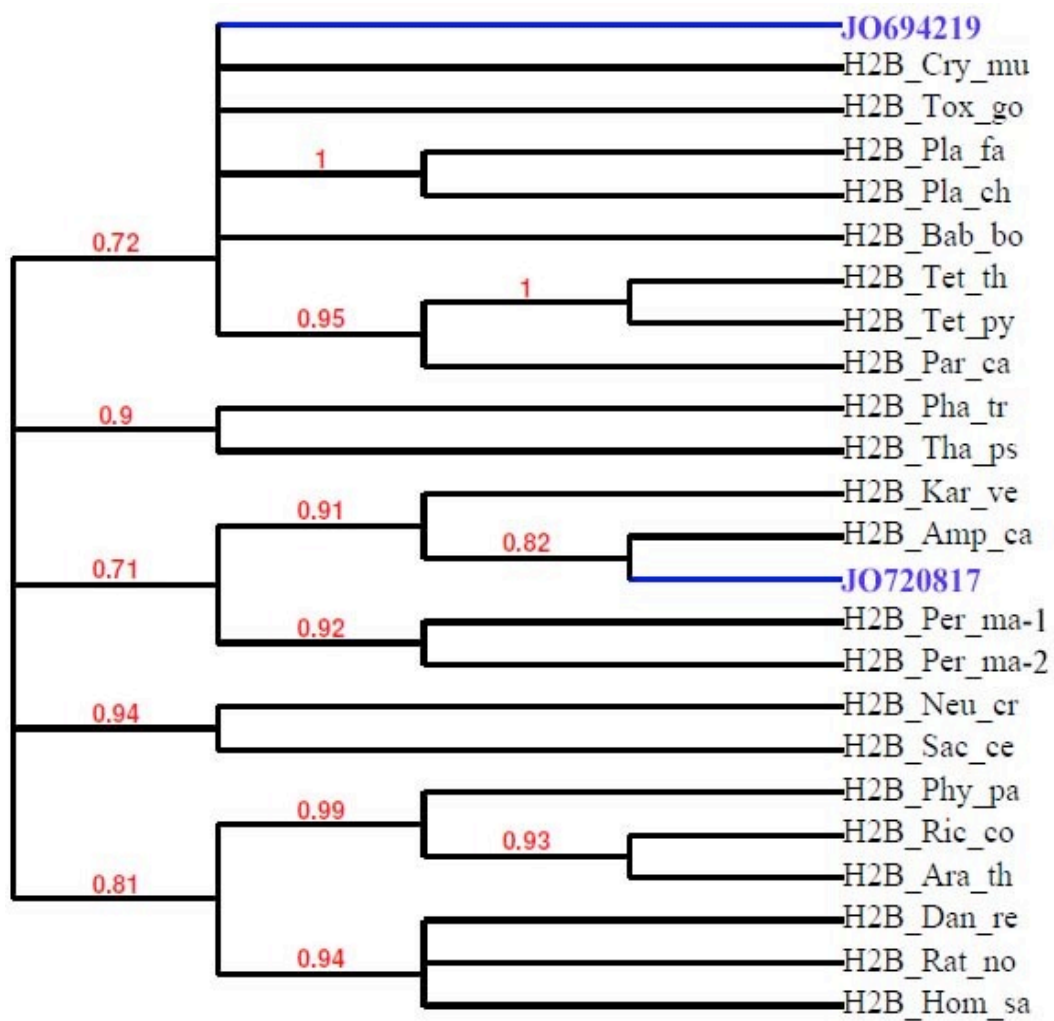 JO694219
H2B_Cry_mu
H2B_Tox_go
H2B_Pla_fa
1
H2B_Pla_ch
H2B_Bab_bo
0.72
H2B_Tet_th
1
H2B_Tet_py
0.95
H2B_Par_ca
H2B_Pha_tr
0.9
H2B_Tha_ps
H2B_Kar_ve
0.91
H2B_Amp_ca
0.82
JO720817
0.71
H2B_Per_ma-1
0.92
H2B_Per_ma-2
H2B_Neu_cr
0.94
H2B_Sac_ce
H2B_Phy_pa
0.99
H2B_Ric_co
0.93
H2B_Ara_th
0.81
H2B_Dan_re
H2B_Rat_no
0.94
H2B_Hom_sa